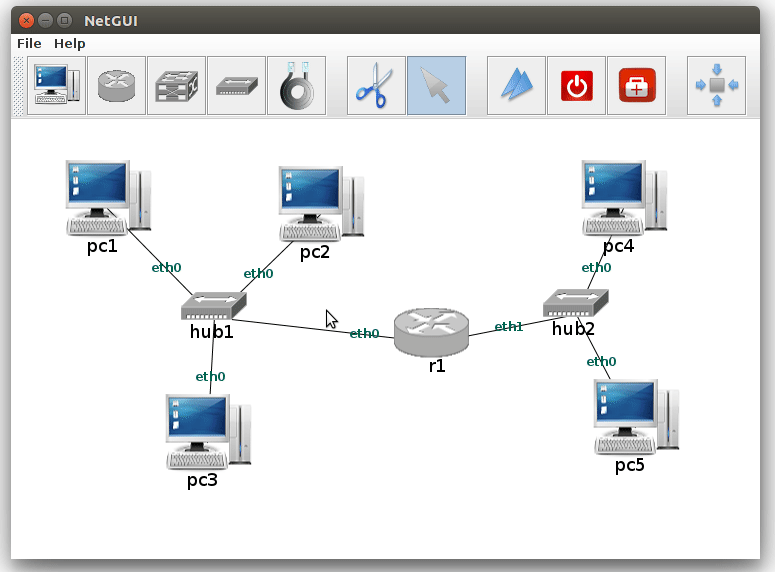 NetGUI
File Help
pc1
pc2
pc4
eth0
eth0
eth0
hub1
eth0
r1
eth1
hub2
eth0
eth0
pc3
pc5